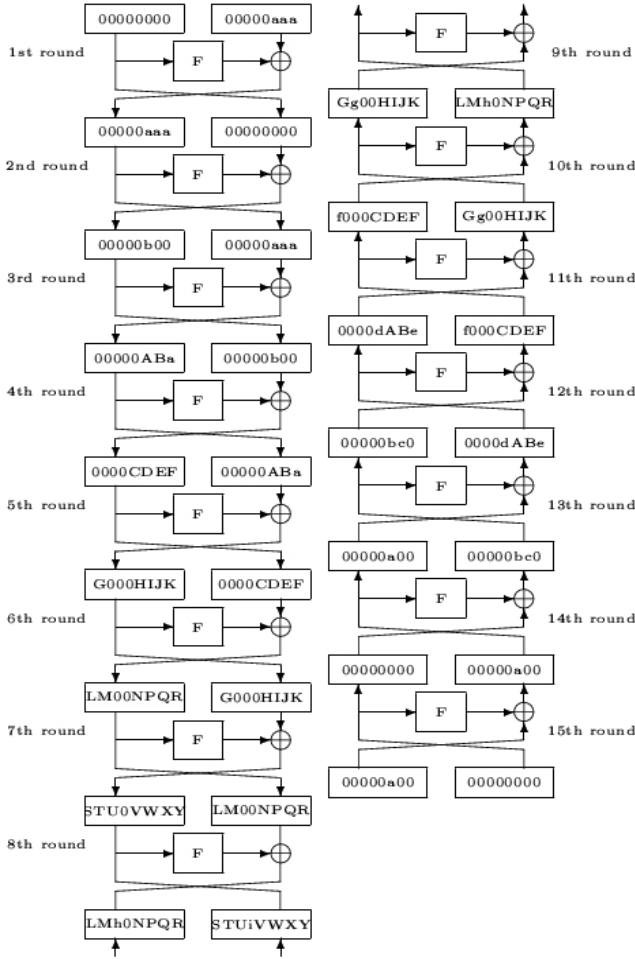 00000000 00000aaa
1st round F
00000aaa 00000000
2nd round F
00000b00 00000aaa
3rd round F
00000ABa 00000b00
4th round F
0000CDEF 00000ABa
5th round F
G000HIJK 0000CDEF
6th round F
LM00NPQR G000HIJK
7th round F
STU0VWXY LM00NPQR
8th round F
LMh0NPQR STUiVWXY
F 9th round
Gg00HIJK LMh0NPQR
F 10th round
f000CDEF Gg00HIJK
F 11th round
0000dABe f000CDEF
F 12th round
00000bc0 0000dABe
F 13th round
00000a00 00000bc0
F 14th round
00000000 00000a00
F 15th round
00000a00 00000000